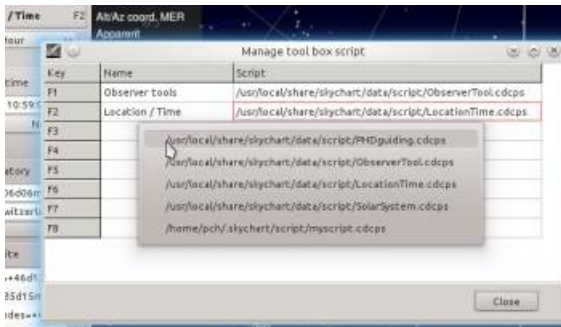 /Time F2 Alt/Az coord. MER
Apparent
Manage tool box script
Key Name Script
F1 Observer tools /usr/local/share/skychart/data/script/ObserverTool.cdcps
F2 Location / Time /usr/local/share/skychart/data/script/LocationTime.cdcps
F3
F4
F5
F6
F7
F8
/usr/local/share/skychart/data/script/PHDguiding.cdcps
/usr/local/share/skychart/data/script/ObserverTool.cdcps
/usr/local/share/skychart/data/script/LocationTime.cdcps
/usr/local/share/skychart/data/script/SolarSystem.cdcps
/home/pch/.skychart/script/myscript.cdcps
Close